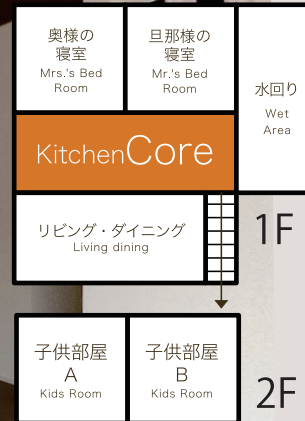 奥様の
寝室
Mrs.'s Bed
Room
旦那様の
寝室
Mr.'s Bed
Room
水回り
Wet
Area
KitchenCore
リビング・ダイニング
Living dining
1F
子供部屋
A
Kids Room
子供部屋
B
Kids Room
2F